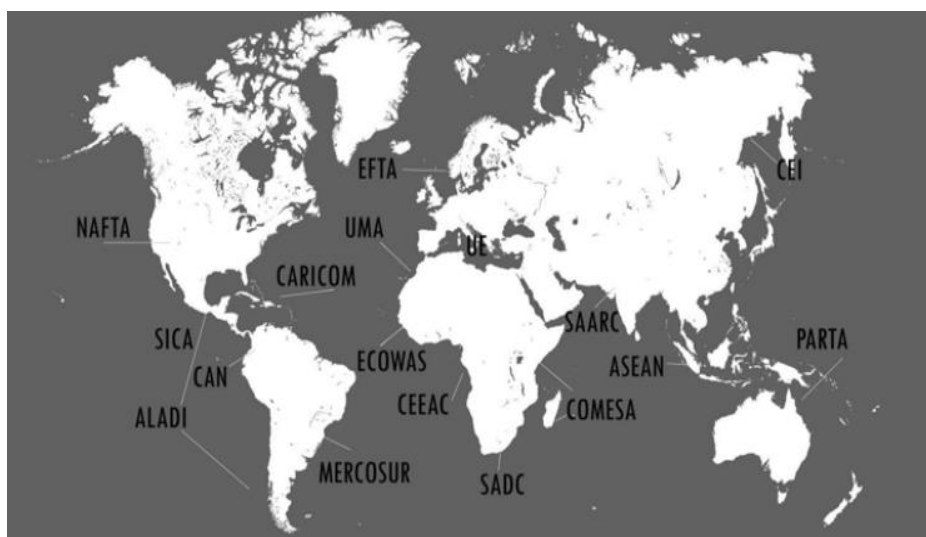 EFTA
CEI
NAFTA
UMA
UE
CARICOM
SAARC
SICA
ECOWAS
ASEAN
PARTA
CAN
CEEAC
COMESA
ALADI
MERCOSUR
SADC